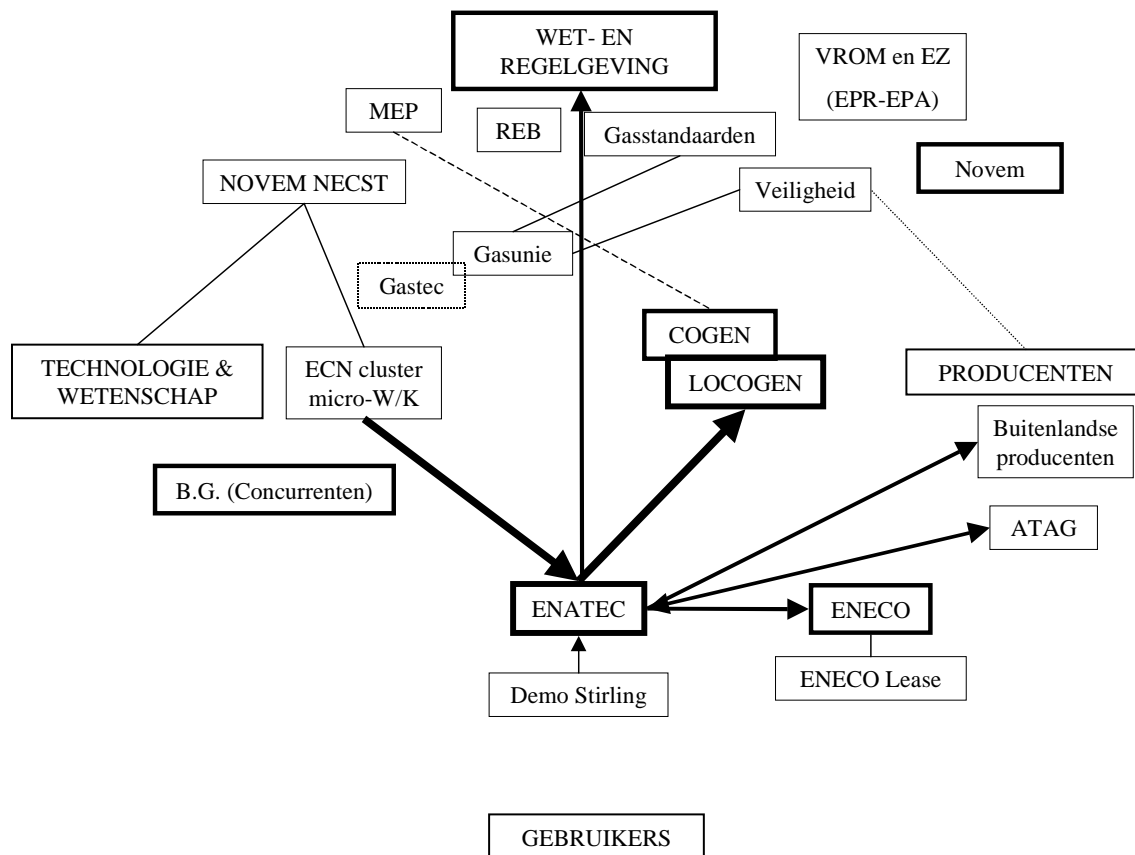 WET- EN
REGELGEVING
VROM en EZ
(EPR-EPA)
MEP
REB
Gasstandaarden
Novem
NOVEM NECST
Veiligheid
Gasunie
Gastec
COGEN
LOCOGEN
TECHNOLOGIE &
WETENSCHAP
ECN cluster
micro-W/K
PRODUCENTEN
Buitenlandse
producenten
B.G. (Concurrenten)
ATAG
ENATEC
ENECO
Demo Stirling
ENECO Lease
GEBRUIKERS